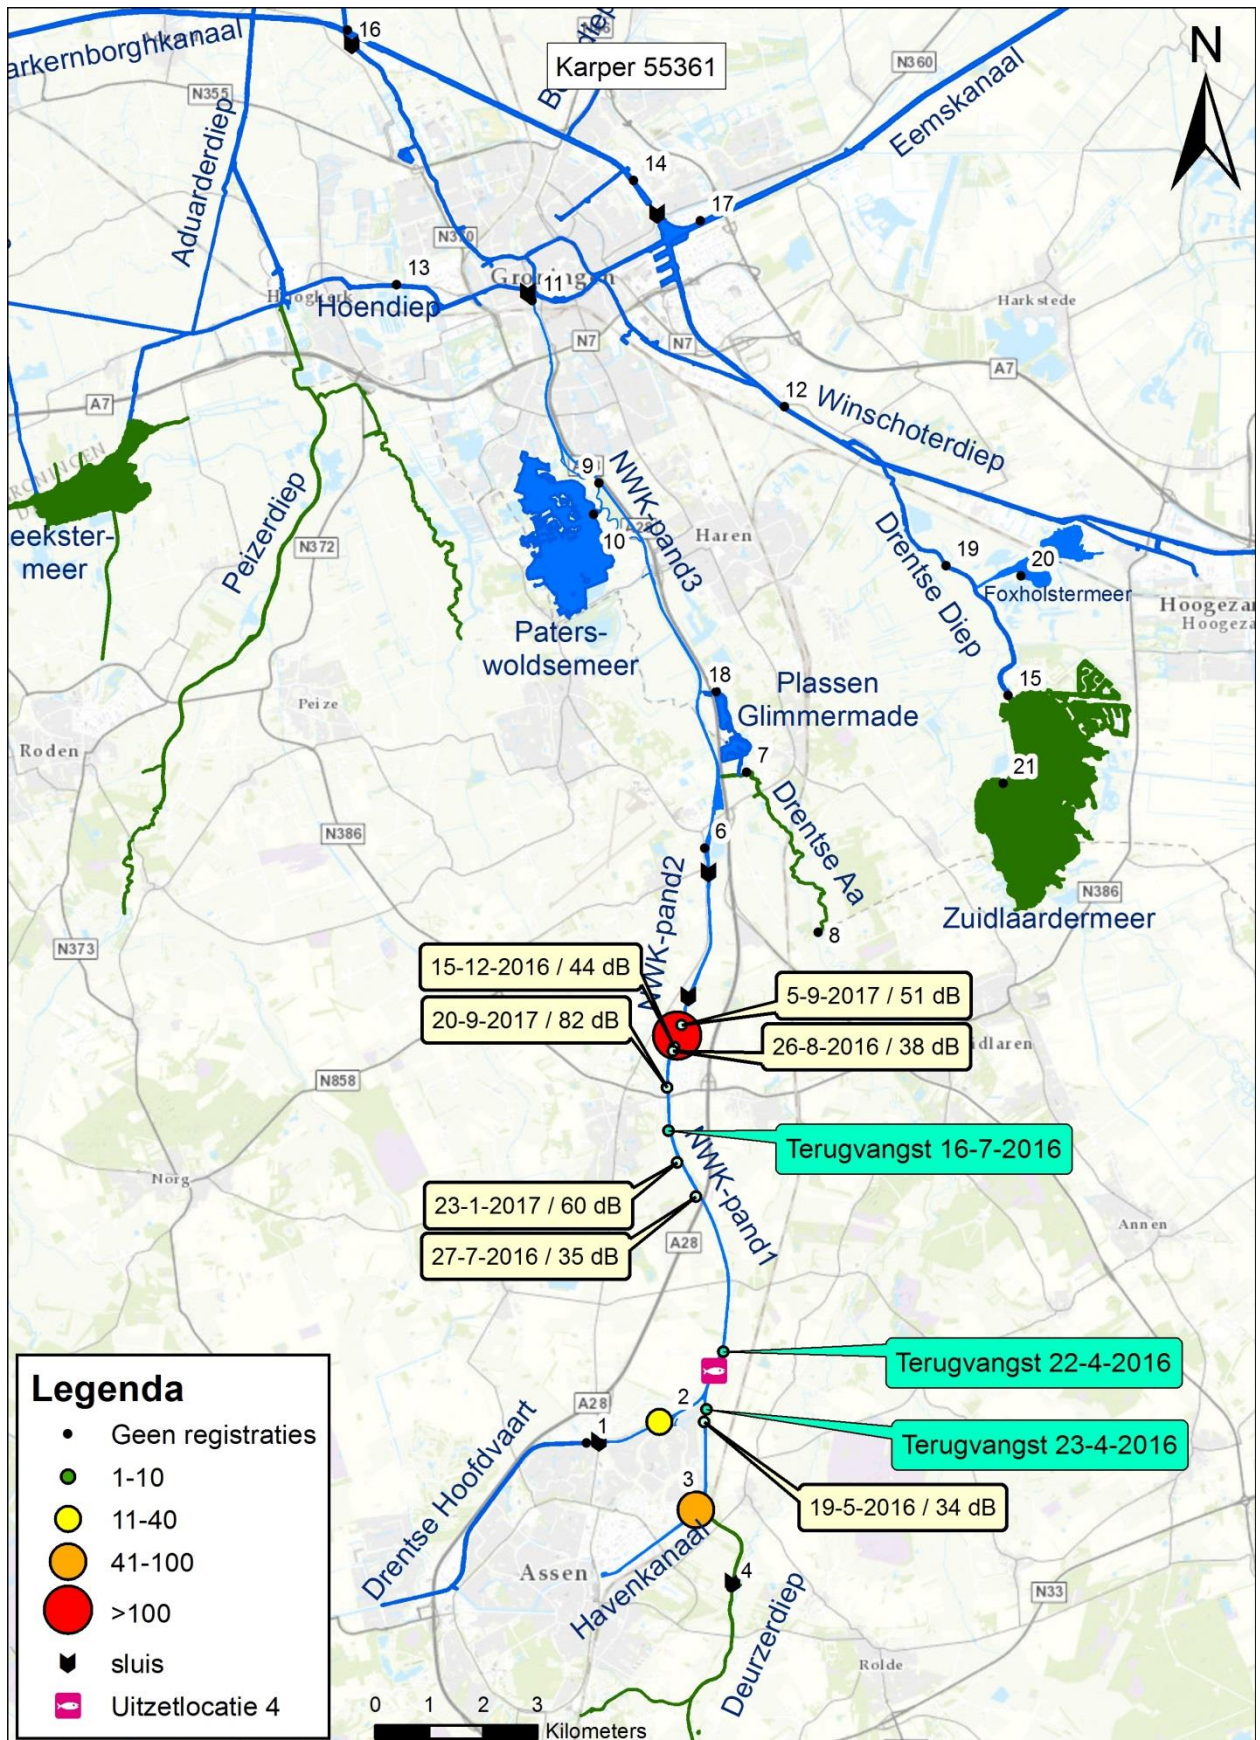 16
Karper 55361
N
N360
arkernborghkanaal
N355
Aduarderdiep
Eemskanaal
14
17
N370
13
Groningen
11
Hoogkerk
Hoendiep
Harkstede
N7
N7
A7
A7
12
Winschoterdiep
9
NWK-pand3
A28
10
Haren
eekster-
meer
Peizerdiep
N372
Drentse Diep
19
20
Foxholstermeer
Hoogezan
Hoogeza
Paters-
woldsemeer
18
Plassen
Glimmermade
15
Peize
Roden
7
21
Drentse Aa
N386
6
NWK-pand2
N386
Zuidlaardermeer
8
N373
15-12-2016 / 44 dB
5-9-2017 / 51 dB
20-9-2017 / 82 dB
26-8-2016 / 38 dB
idlaren
N858
Terugvangst 16-7-2016
NWK-pand1
Norg
23-1-2017 / 60 dB
Annen
A28
27-7-2016 / 35 dB
Terugvangst 22-4-2016
Legenda
Geen registraties
1-10
11-40
41-100
>100
sluis
Uitzetlocatie 4
A28
2
1
Terugvangst 23-4-2016
Drentse Hoofdvaart
3
19-5-2016 / 34 dB
Assen
Havenkanaal
4
N33
Deurzerdiep
Rolde
0 1 2 3
Kilometers